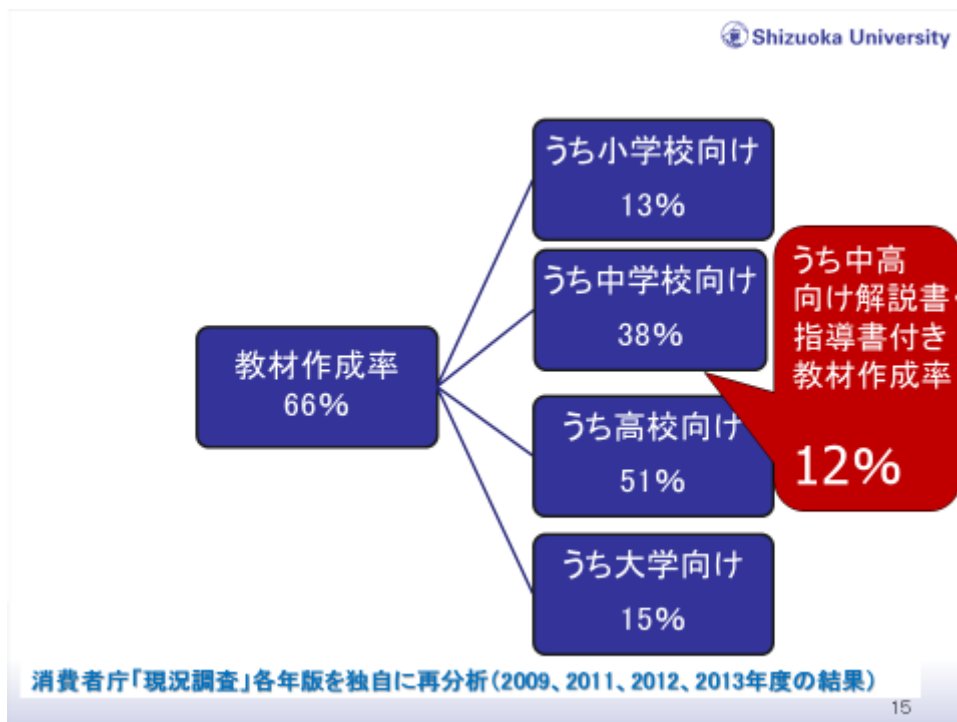 Shizuoka University
うち小学校向け
13%
うち中学校向け
38%
うち中高
向け解説書・
指導書付き
教材作成率
12%
教材作成率
66%
うち高校向け
51%
うち大学向け
15%
消費者庁「現況調査」各年版を独自に再分析(2009、2011、2012、2013年度の結果)
15